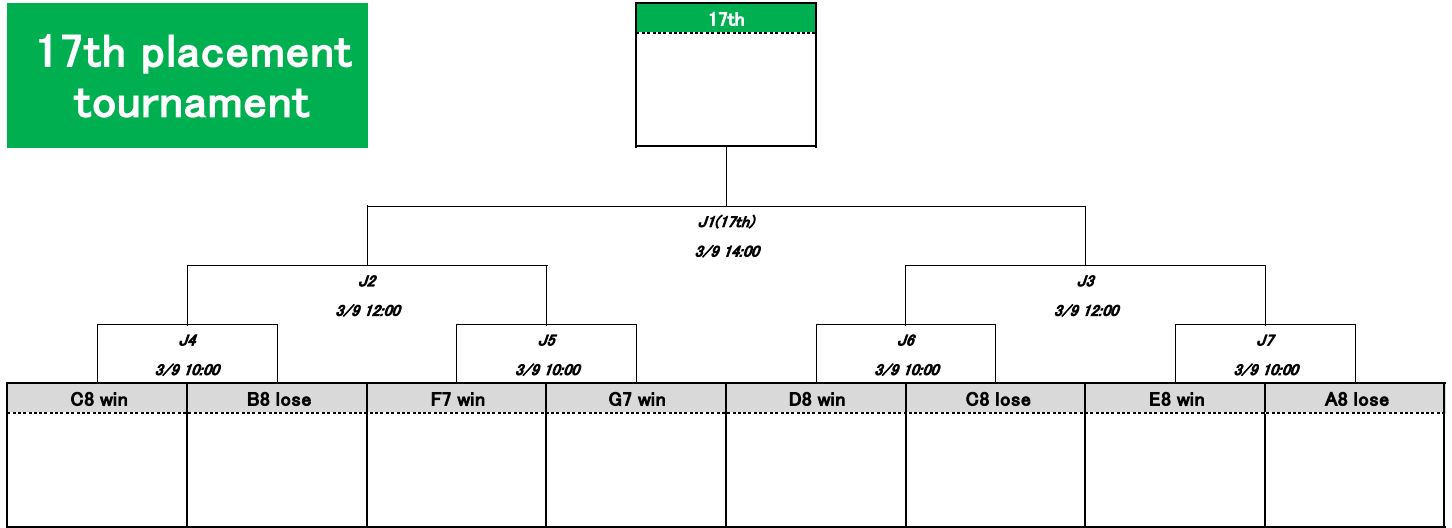 17th placement
tournament
17th
J1(17th)
3/9 14:00
J2
J3
3/9 12:00
3/9 12:00
J4
J5
J6
J7
3/9 10:00
3/9 10:00
3/9 10:00
3/9 10:00
C8 win
B8 lose
F7 win
G7 win
D8 win
C8 lose
E8 win
A8 lose